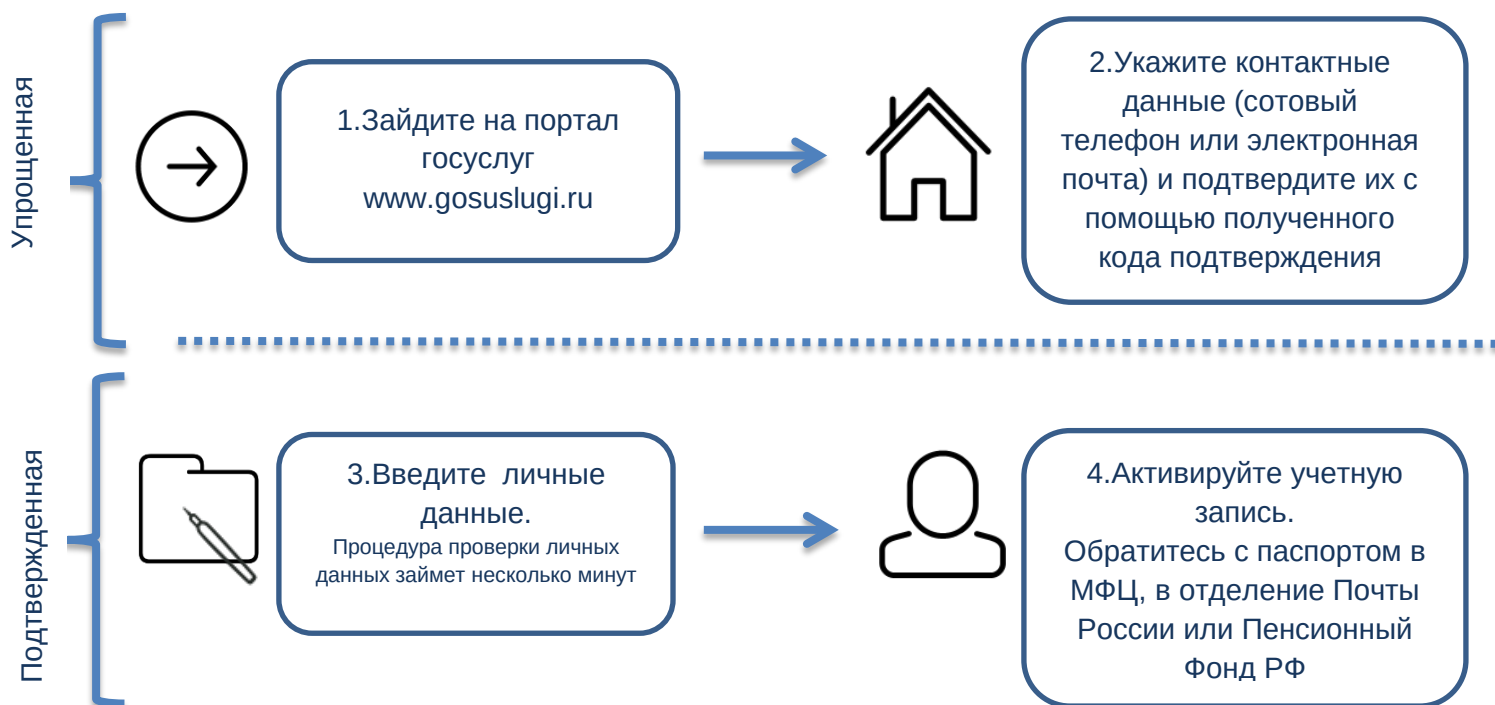 Упрощенная
1.Зайдите на портал
госуслуг
www.gosuslugi.ru
2.Укажите контактные
данные (сотовый
телефон или электронная
почта) и подтвердите их с
помощью полученного
кода подтверждения
Подтвержденная
3.Введите  личные
данные.
Процедура проверки личных
данных займет несколько минут
4.Активируйте учетную
запись.
Обратитесь с паспортом в
МФЦ, в отделение Почты
России или Пенсионный
Фонд РФ